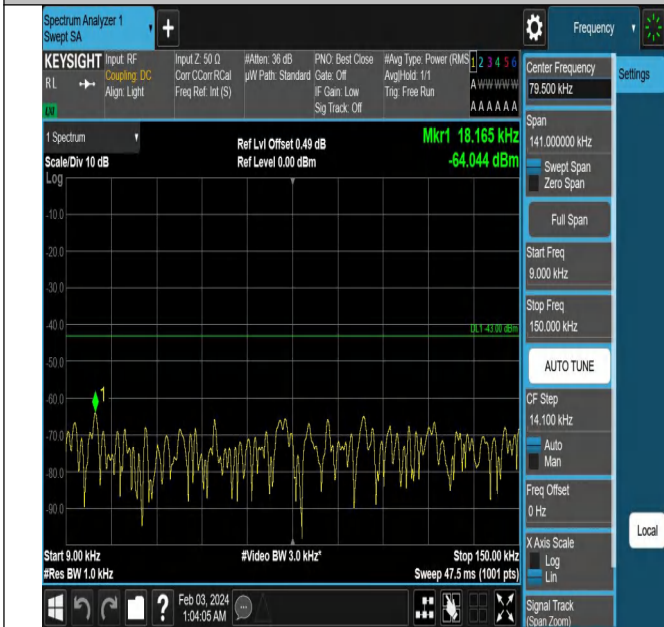 Spectrum Analyzer 1
Swept SA
Frequency
KEYSIGHT
RL
LXI
Input: RF
Coupling: DC
Align: Light
Input Z: 50 Ω
Corr CCorr RCal
Freq Ref: Int (S)
#Atten: 36 dB
µW Path: Standard
PNO: Best Close
Gate: Off
IF Gain: Low
Sig Track: Off
#Avg Type: Power (RMS
Avg|Hold: 1/1
Trig: Free Run
1 2 3 4 5 6
A W W W W W
A A A A A A
1 Spectrum
Scale/Div 10 dB
Ref Lvl Offset 0.49 dB
Ref Level 0.00 dBm
Mkr1 18.165 kHz
-64.044 dBm
Log
-10.0
-20.0
-30.0
-40.0
DL1 -43.00 dBm
-50.0
-60.0
1
-70.0
-80.0
-90.0
Start 9.00 kHz
#Res BW 1.0 kHz
#Video BW 3.0 kHz*
Stop 150.00 kHz
Sweep 47.5 ms (1001 pts)
Feb 03, 2024
1:04:05 AM
Center Frequency
79.500 kHz
Settings
Span
141.000000 kHz
Swept Span
Zero Span
Full Span
Start Freq
9.000 kHz
Stop Freq
150.000 kHz
AUTO TUNE
CF Step
14.100 kHz
Auto
Man
Freq Offset
0 Hz
X Axis Scale
Log
Lin
Local
Signal Track
(Span Zoom)